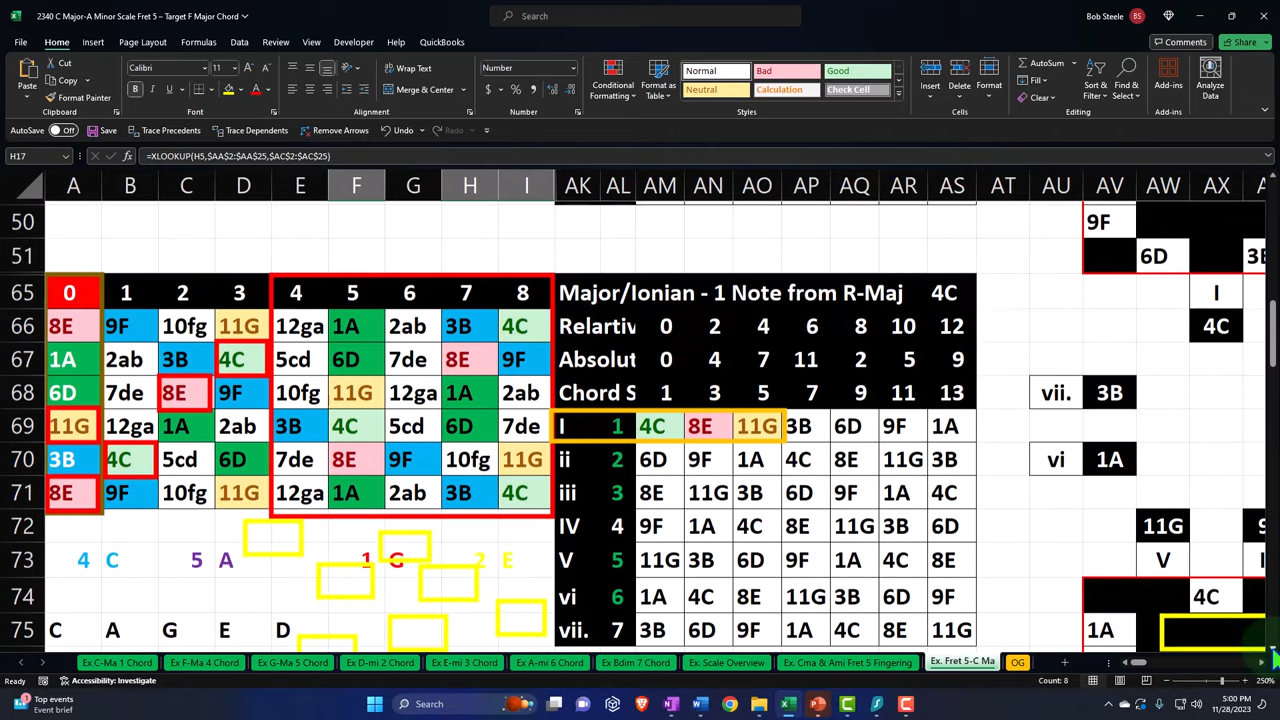 2340 C Major-A Minor Scale Fret 5 – Target F Major Chord
Search
Bob Steele BS
File Home Insert Page Layout Formulas Data Review View Developer Help QuickBooks Comments Share
Paste Cut Copy Format Painter
Calibri 11 Wrap Text Merge & Center Number
Conditional Formatting Format as Table Normal Bad Good Neutral Calculation Check Cell
Insert Delete Format AutoSum Fill Clear Sort & Filter Find & Select Add-ins Analyze Data
Clipboard Font Alignment Number Styles Cells Editing Add-ins
AutoSave Off Save Trace Precedents Trace Dependents Remove Arrows Undo Redo
H17 fx =XLOOKUP(H5,$AA$2:$AA$25,$AC$2:$AC$25)
A B C D E F G H I AK AL AM AN AO AP AQ AR AS AT AU AV AW AX
50 9F
51 6D
65 0 1 2 3 4 5 6 7 8 Major/Ionian - 1 Note from R-Maj 4C I
66 8E 9F 10fg 11G 12ga 1A 2ab 3B 4C Relartiv 0 2 4 6 8 10 12 4C
67 1A 2ab 3B 4C 5cd 6D 7de 8E 9F Absolut 0 4 7 11 2 5 9
68 6D 7de 8E 9F 10fg 11G 12ga 1A 2ab Chord S 1 3 5 7 9 11 13 vii. 3B
69 11G 12ga 1A 2ab 3B 4C 5cd 6D 7de I 1 4C 8E 11G 3B 6D 9F 1A
70 3B 4C 5cd 6D 7de 8E 9F 10fg 11G ii 2 6D 9F 1A 4C 8E 11G 3B vi 1A
71 8E 9F 10fg 11G 12ga 1A 2ab 3B 4C iii 3 8E 11G 3B 6D 9F 1A 4C
72 IV 4 9F 1A 4C 8E 11G 3B 6D 11G
73 4 C 5 A 1 G 2 E V 5 11G 3B 6D 9F 1A 4C 8E V
74 vi 6 1A 4C 8E 11G 3B 6D 9F 4C
75 C A G E D vii. 7 3B 6D 9F 1A 4C 8E 11G 1A
Ex C-Ma 1 Chord Ex F-Ma 4 Chord Ex G-Ma 5 Chord Ex D-mi 2 Chord Ex E-mi 3 Chord Ex A-mi 6 Chord Ex Bdim 7 Chord Ex. Scale Overview Ex. Cma & Ami Fret 5 Fingering Ex. Fret 5-C Ma OG
Ready Accessibility: Investigate Count: 8 250%
Top events
Event brief
Search
5:00 PM
11/28/2023